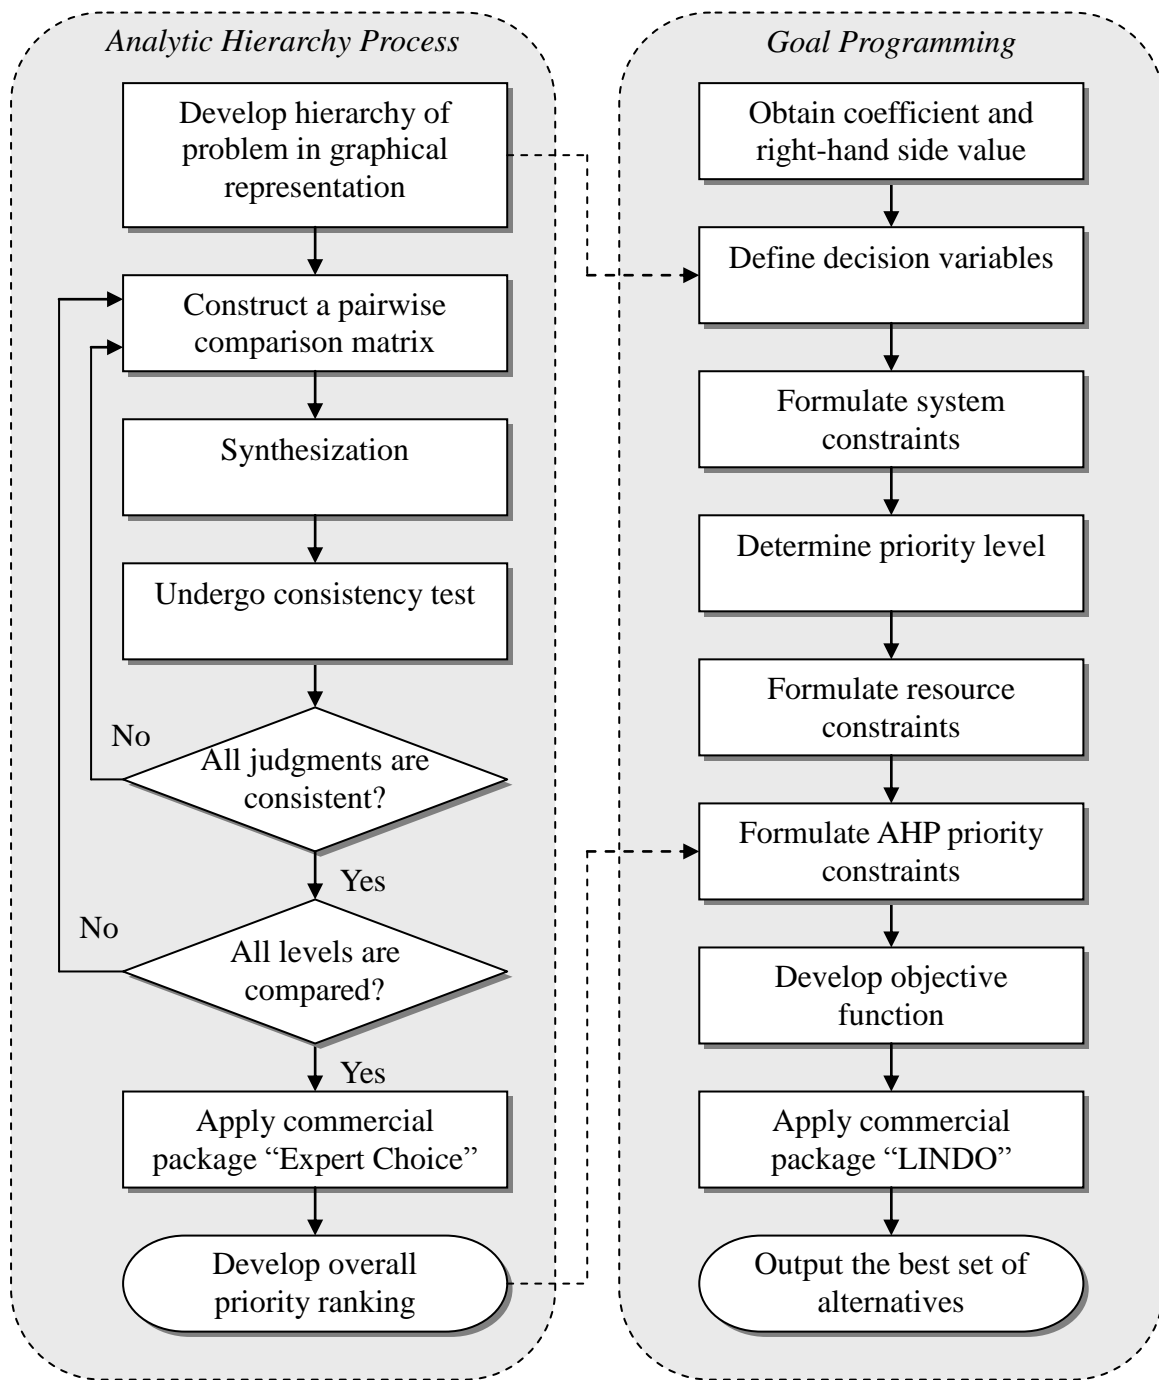 Analytic Hierarchy Process
Develop hierarchy of
problem in graphical
representation
Construct a pairwise
comparison matrix
Synthesization
Undergo consistency test
No
All judgments are
consistent?
Yes
No
All levels are
compared?
Yes
Apply commercial
package “Expert Choice”
Develop overall
priority ranking
Goal Programming
Obtain coefficient and
right-hand side value
Define decision variables
Formulate system
constraints
Determine priority level
Formulate resource
constraints
Formulate AHP priority
constraints
Develop objective
function
Apply commercial
package “LINDO”
Output the best set of
alternatives